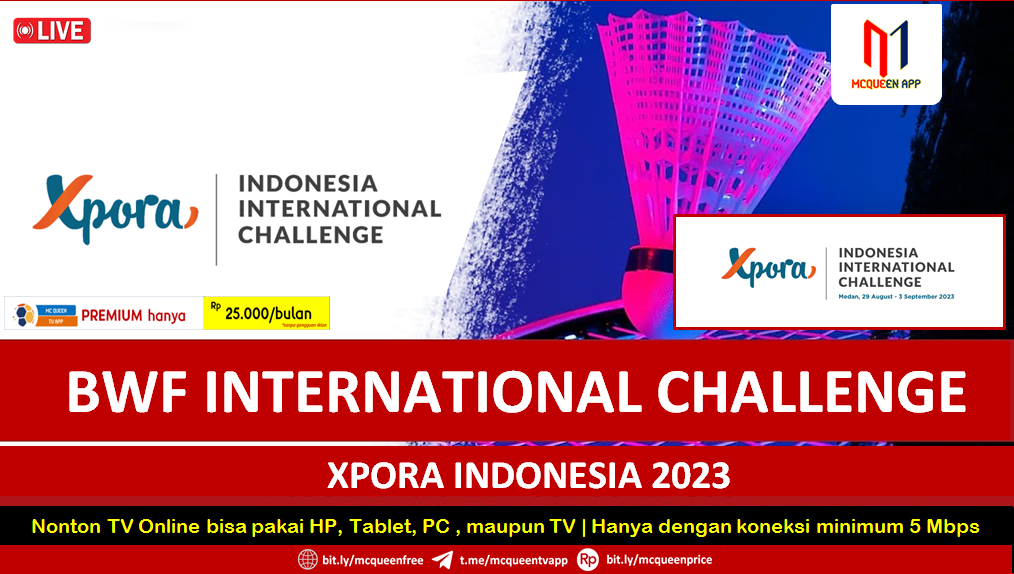 LIVE
MCQUEEN APP
Xpora
INDONESIA
INTERNATIONAL
CHALLENGE
Xpora
INDONESIA
INTERNATIONAL
CHALLENGE
Medan, 29 August - 3 September 2023
MC QUEEN
TV APP
PREMIUM hanya
Rp 25.000/bulan
*tanpa gangguan iklan
BWF INTERNATIONAL CHALLENGE
XPORA INDONESIA 2023
Nonton TV Online bisa pakai HP, Tablet, PC , maupun TV | Hanya dengan koneksi minimum 5 Mbps
bit.ly/mcqueenfree t.me/mcqueentvapp Rp bit.ly/mcqueenprice